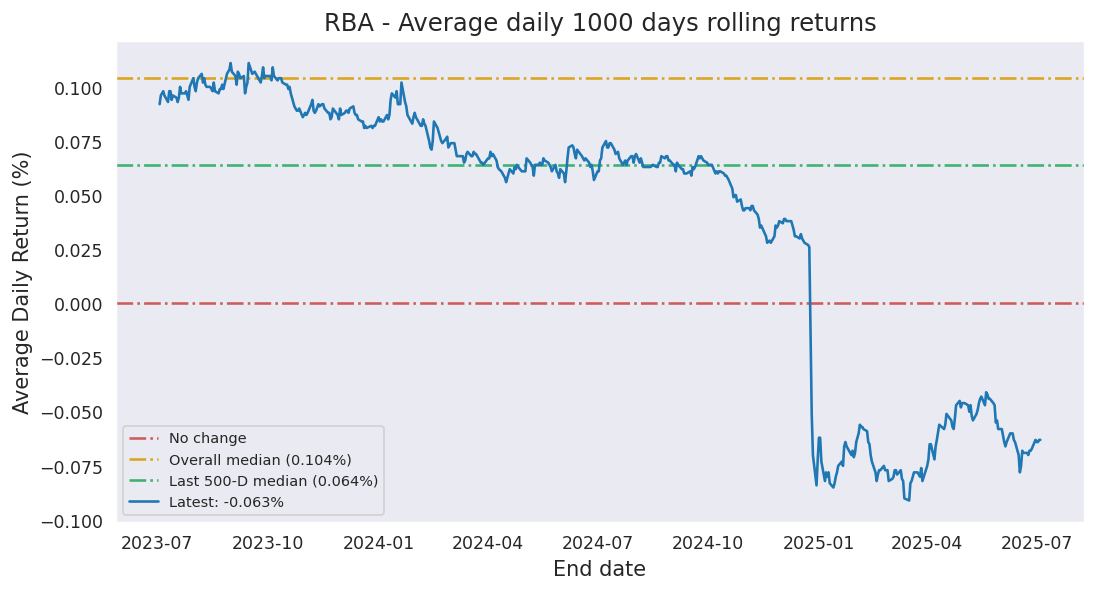 RBA - Average daily 1000 days rolling returns
Average Daily Return (%)
0.100
0.075
0.050
0.025
0.000
−0.025
−0.050
−0.075
−0.100
No change
Overall median (0.104%)
Last 500-D median (0.064%)
Latest: -0.063%
2023-07
2023-10
2024-01
2024-04
2024-07
2024-10
2025-01
2025-04
2025-07
End date